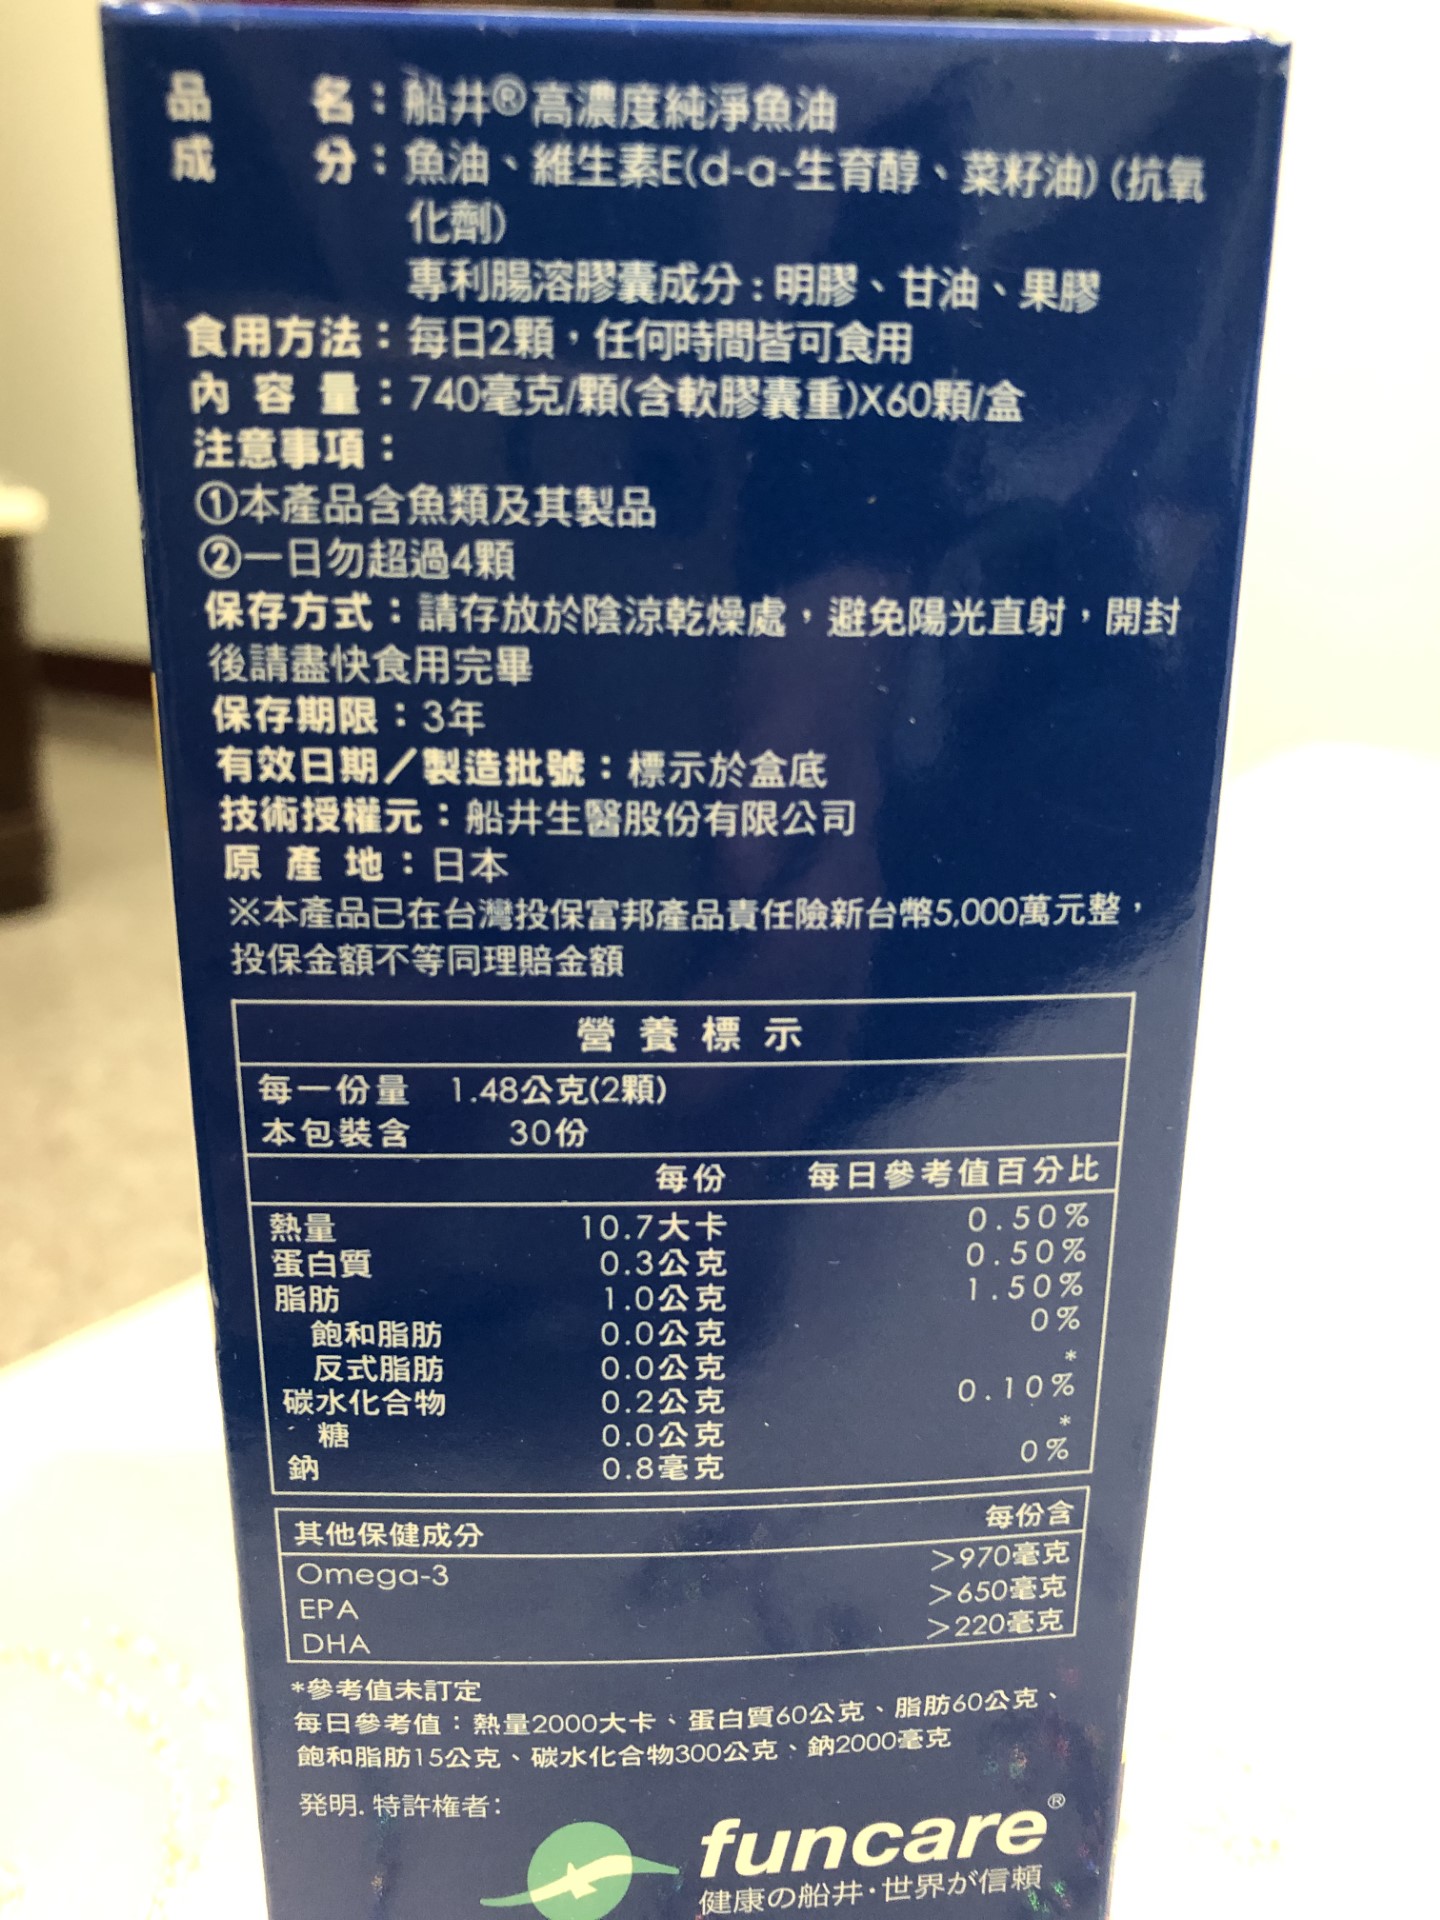 品　　名：船井®高濃度純淨魚油
成　　分：魚油、維生素E(d-a-生育醇、菜籽油)(抗氧
化劑)
專利腸溶膠囊成分：明膠、甘油、果膠
食用方法：每日2顆，任何時間皆可食用
內容量：740毫克/顆(含軟膠囊重)X60顆/盒
注意事項：
①本產品含魚類及其製品
②一日勿超過4顆
保存方式：請存放於陰涼乾燥處，避免陽光直射，開封
後請盡快食用完畢
保存期限：3年
有效日期／製造批號：標示於盒底
技術授權元：船井生醫股份有限公司
原產地：日本
※本產品已在台灣投保富邦產品責任險新台幣5,000萬元整，
投保金額不等同理賠金額
營養標示
每一份量 1.48公克(2顆)
本包裝含 30份
每份 每日參考值百分比
熱量 10.7大卡 0.50%
蛋白質 0.3公克 0.50%
脂肪 1.0公克 1.50%
飽和脂肪 0.0公克 0%
反式脂肪 0.0公克 *
碳水化合物 0.2公克 0.10%
糖 0.0公克 *
鈉 0.8毫克 0%
其他保健成分 每份含
Omega-3 >970毫克
EPA >650毫克
DHA >220毫克
*參考值未訂定
每日參考值：熱量2000大卡、蛋白質60公克、脂肪60公克、
飽和脂肪15公克、碳水化合物300公克、鈉2000毫克
発明.特許権者:
funcare®
健康の船井·世界が信頼